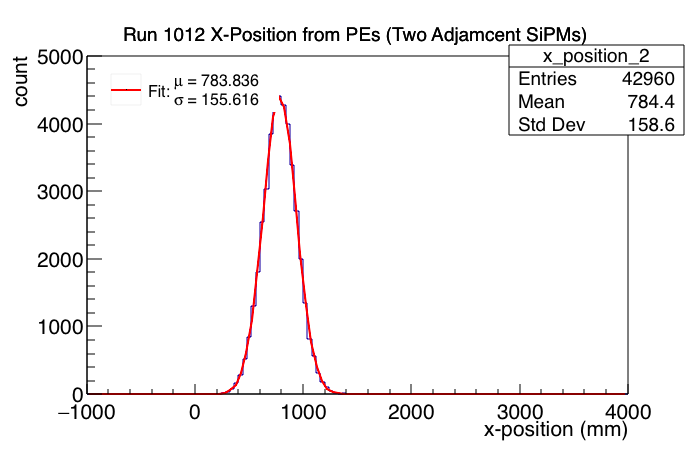 Run 1012 X-Position from PEs (Two Adjamcent SiPMs)
x_position_2
Entries 42960
Mean 784.4
Std Dev 158.6
Fit: μ = 783.836
σ = 155.616
count
5000
4000
3000
2000
1000
0
−1000 0 1000 2000 3000 4000
x-position (mm)